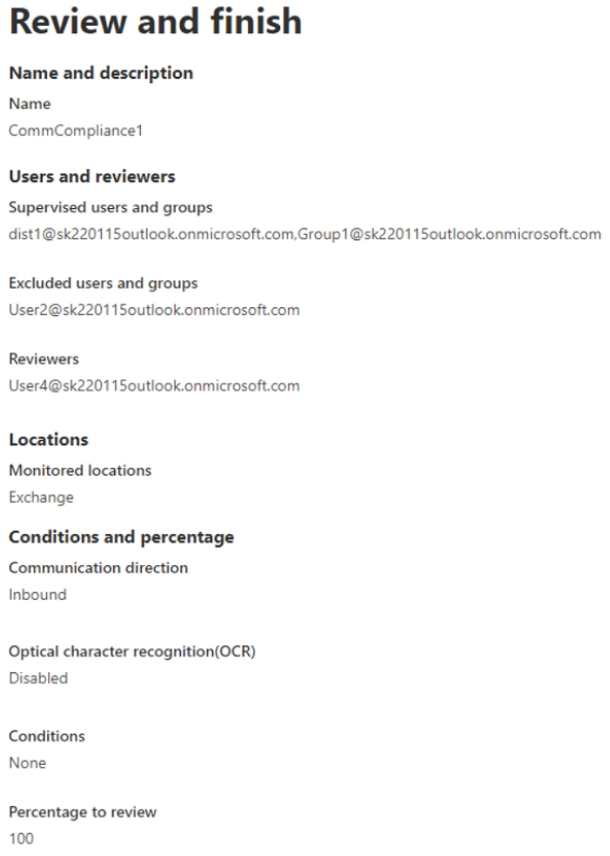 Review and finish
Name and description
Name
CommCompliance1
Users and reviewers
Supervised users and groups
dist1@sk220115outlook.onmicrosoft.com,Group1@sk220115outlook.onmicrosoft.com
Excluded users and groups
User2@sk220115outlook.onmicrosoft.com
Reviewers
User4@sk220115outlook.onmicrosoft.com
Locations
Monitored locations
Exchange
Conditions and percentage
Communication direction
Inbound
Optical character recognition(OCR)
Disabled
Conditions
None
Percentage to review
100